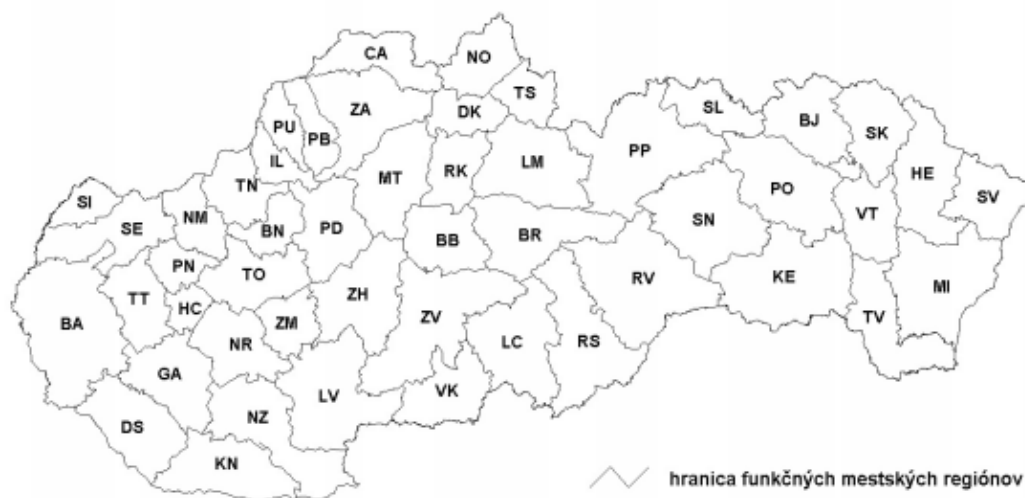 CA
NO
ZA
TS
DK
SL
BJ
SK
PU
PB
IL
PP
LM
RK
MT
HE
TN
PO
SV
SI
NM
SN
VT
SE
BN
PD
BB
BR
PN
TO
RV
KE
MI
TT
ZH
HC
ZM
ZV
TV
BA
NR
LC
RS
GA
LV
VK
DS
NZ
KN
hranica funkčných mestských regiónov